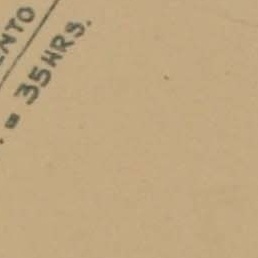 ENTO
. = 35HRS.